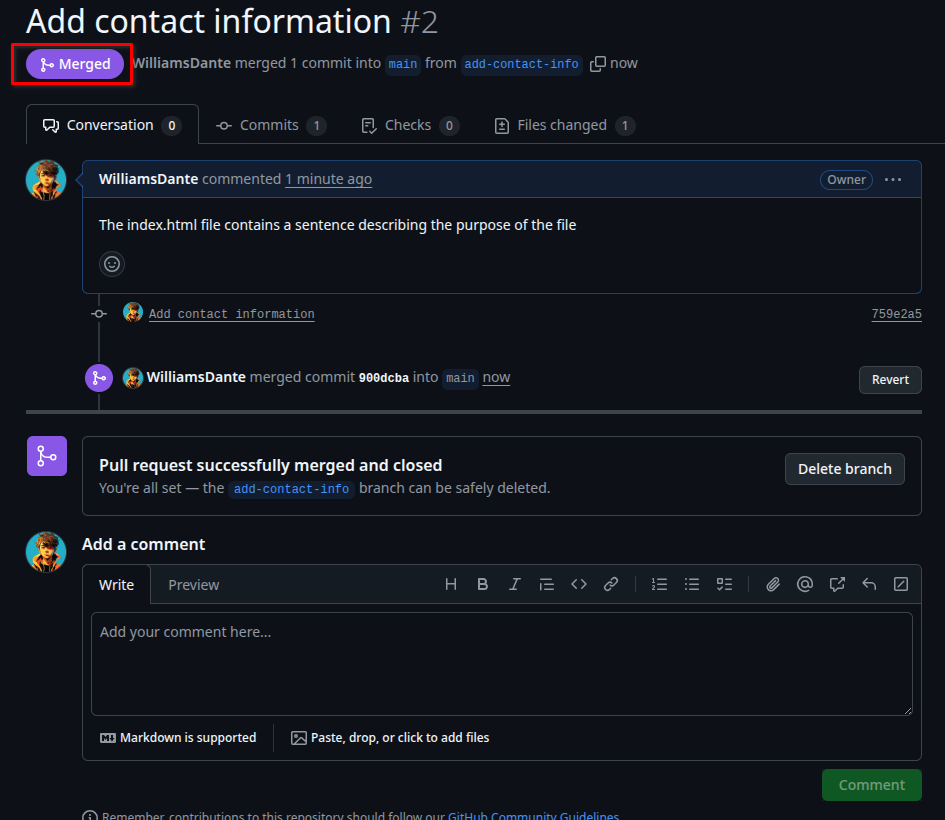 Add contact information #2
Merged WilliamsDante merged 1 commit into main from add-contact-info now
Conversation 0 Commits 1 Checks 0 Files changed 1
WilliamsDante commented 1 minute ago Owner
The index.html file contains a sentence describing the purpose of the file
Add contact information 759e2a5
WilliamsDante merged commit 900dcba into main now Revert
Pull request successfully merged and closed
You're all set — the add-contact-info branch can be safely deleted.
Delete branch
Add a comment
Write Preview
Add your comment here...
Markdown is supported Paste, drop, or click to add files
Comment
Remember, contributions to this repository should follow our GitHub Community Guidelines